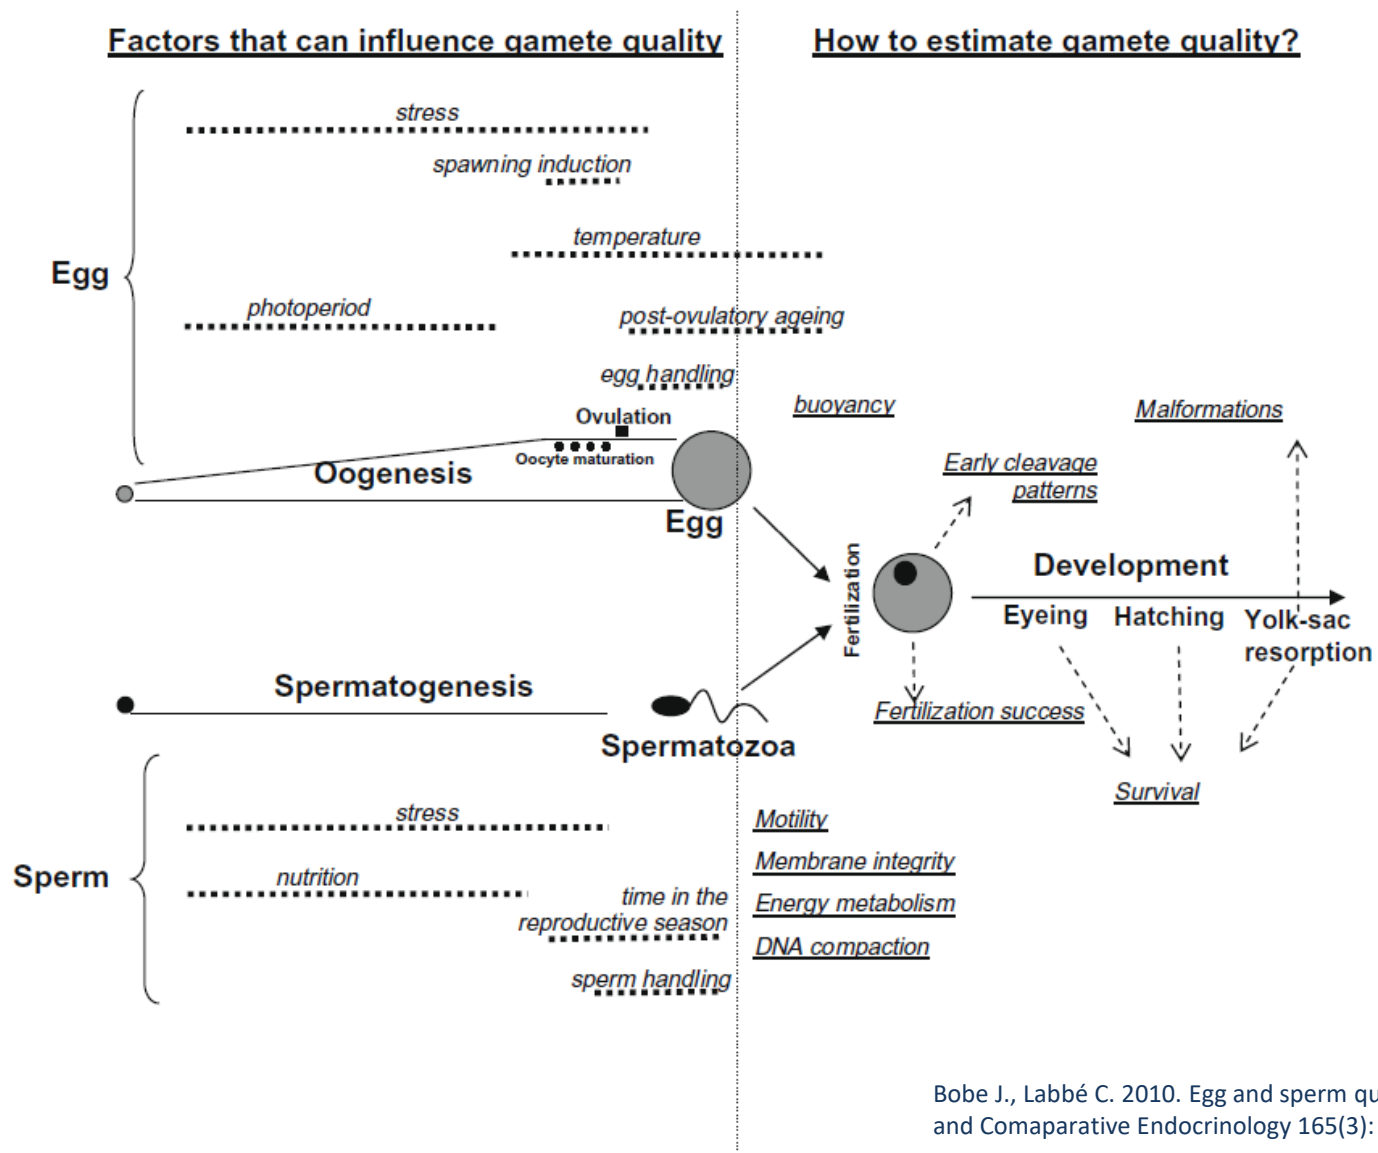 Factors that can influence gamete quality
How to estimate gamete quality?
Egg
stress
spawning induction
temperature
photoperiod
post-ovulatory ageing
egg handling
Ovulation
Oocyte maturation
Oogenesis
Egg
buoyancy
Malformations
Early cleavage
patterns
Fertilization
Development
Eyeing
Hatching
Yolk-sac
resorption
Fertilization success
Survival
Spermatogenesis
Spermatozoa
Sperm
stress
nutrition
time in the
reproductive season
sperm handling
Motility
Membrane integrity
Energy metabolism
DNA compaction
Bobe J., Labbé C. 2010. Egg and sperm qu
and Comaparative Endocrinology 165(3):